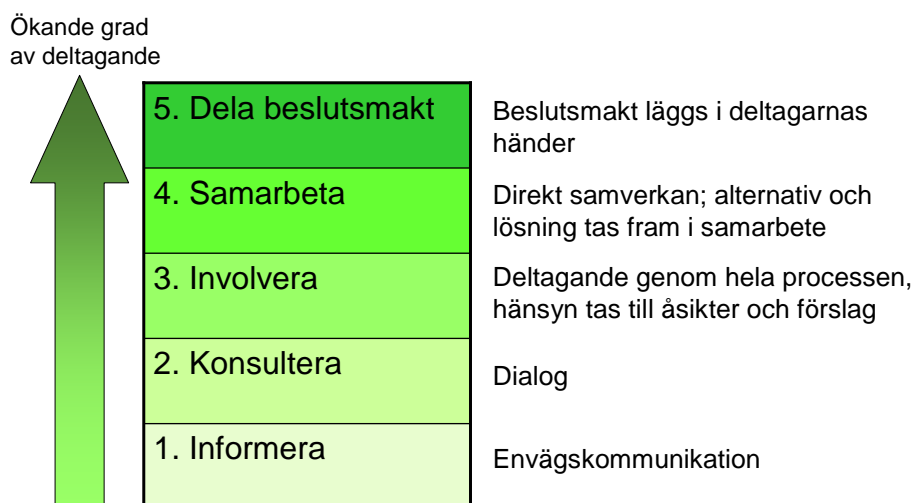 Ökande grad
av deltagande
5. Dela beslutsmakt
Beslutsmakt läggs i deltagarnas
händer
4. Samarbeta
Direkt samverkan; alternativ och
lösning tas fram i samarbete
3. Involvera
Deltagande genom hela processen,
hänsyn tas till åsikter och förslag
2. Konsultera
Dialog
1. Informera
Envägskommunikation